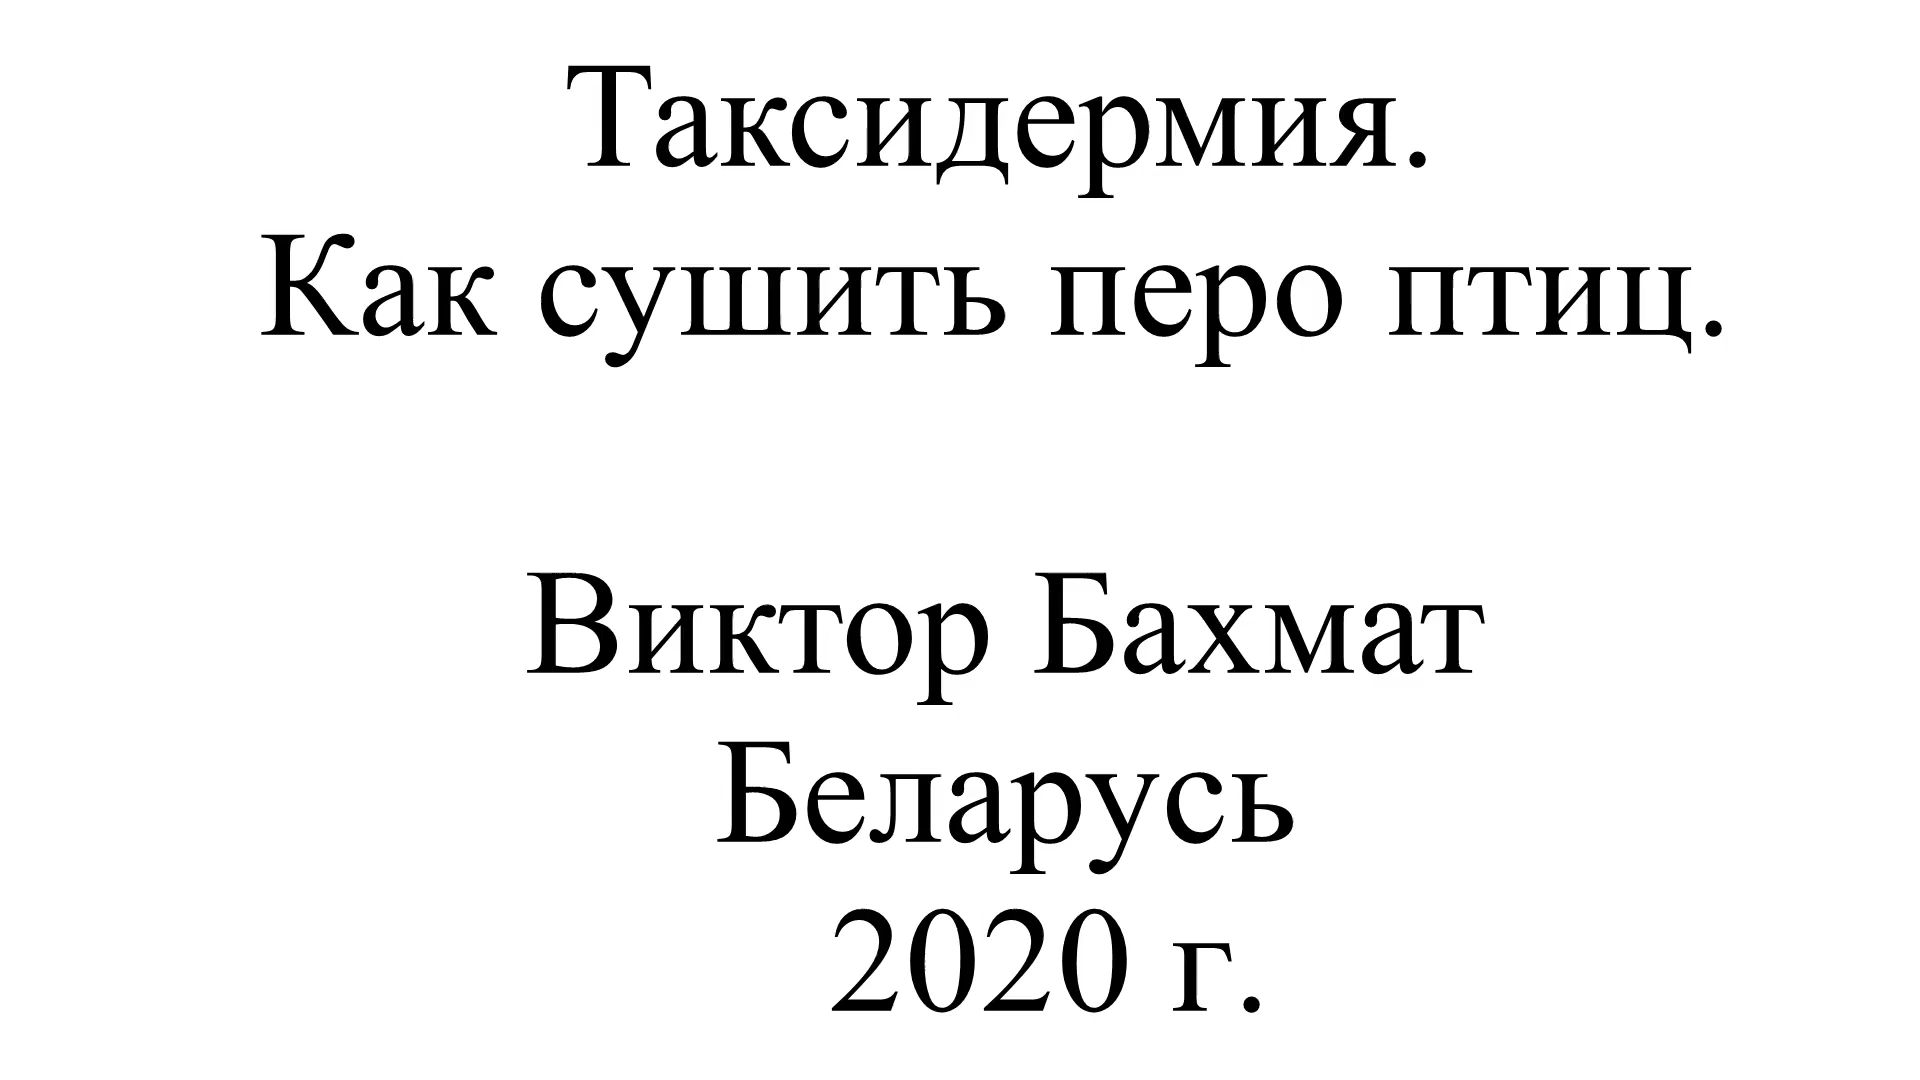 Таксидермия.
Как сушить перо птиц.
Виктор Бахмат
Беларусь
2020 г.